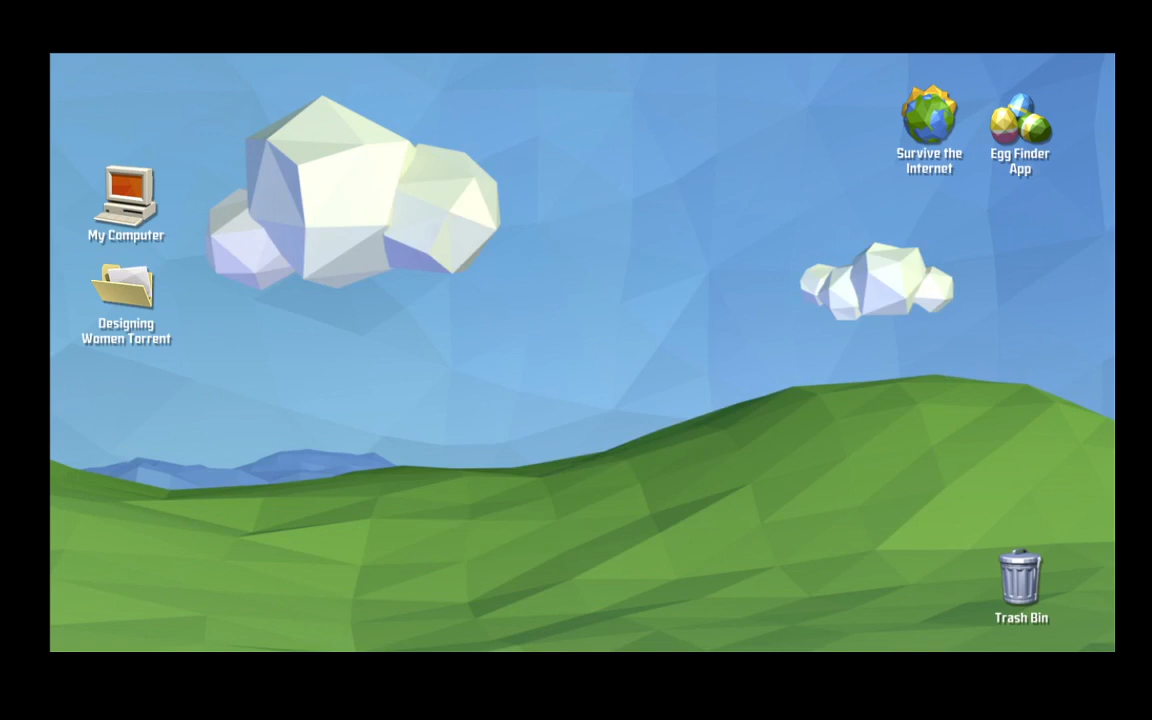 Survive the
Internet
Egg Finder
App
My Computer
Designing
Women Torrent
Trash Bin